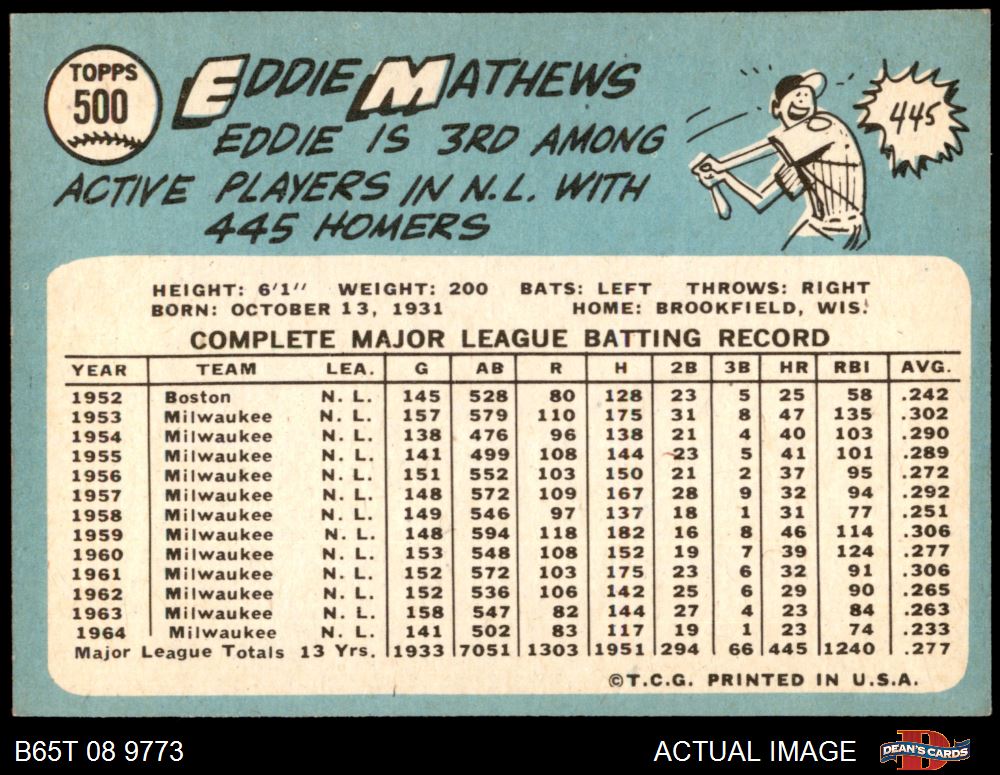 TOPPS
500
EDDIE MATHEWS
EDDIE IS 3RD AMONG
ACTIVE PLAYERS IN N.L. WITH
445 HOMERS
445
HEIGHT: 6'1" WEIGHT: 200 BATS: LEFT THROWS: RIGHT
BORN: OCTOBER 13, 1931 HOME: BROOKFIELD, WIS.
COMPLETE MAJOR LEAGUE BATTING RECORD
YEAR TEAM LEA. G AB R H 2B 3B HR RBI AVG.
1952 Boston N. L. 145 528 80 128 23 5 25 58 .242
1953 Milwaukee N. L. 157 579 110 175 31 8 47 135 .302
1954 Milwaukee N. L. 138 476 96 138 21 4 40 103 .290
1955 Milwaukee N. L. 141 499 108 144 23 5 41 101 .289
1956 Milwaukee N. L. 151 552 103 150 21 2 37 95 .272
1957 Milwaukee N. L. 148 572 109 167 28 9 32 94 .292
1958 Milwaukee N. L. 149 546 97 137 18 1 31 77 .251
1959 Milwaukee N. L. 148 594 118 182 16 8 46 114 .306
1960 Milwaukee N. L. 153 548 108 152 19 7 39 124 .277
1961 Milwaukee N. L. 152 572 103 175 23 6 32 91 .306
1962 Milwaukee N. L. 152 536 106 142 25 6 29 90 .265
1963 Milwaukee N. L. 158 547 82 144 27 4 23 84 .263
1964 Milwaukee N. L. 141 502 83 117 19 1 23 74 .233
Major League Totals 13 Yrs. 1933 7051 1303 1951 294 66 445 1240 .277
©T.C.G. PRINTED IN U.S.A.
B65T 08 9773 ACTUAL IMAGE DEAN'S CARDS